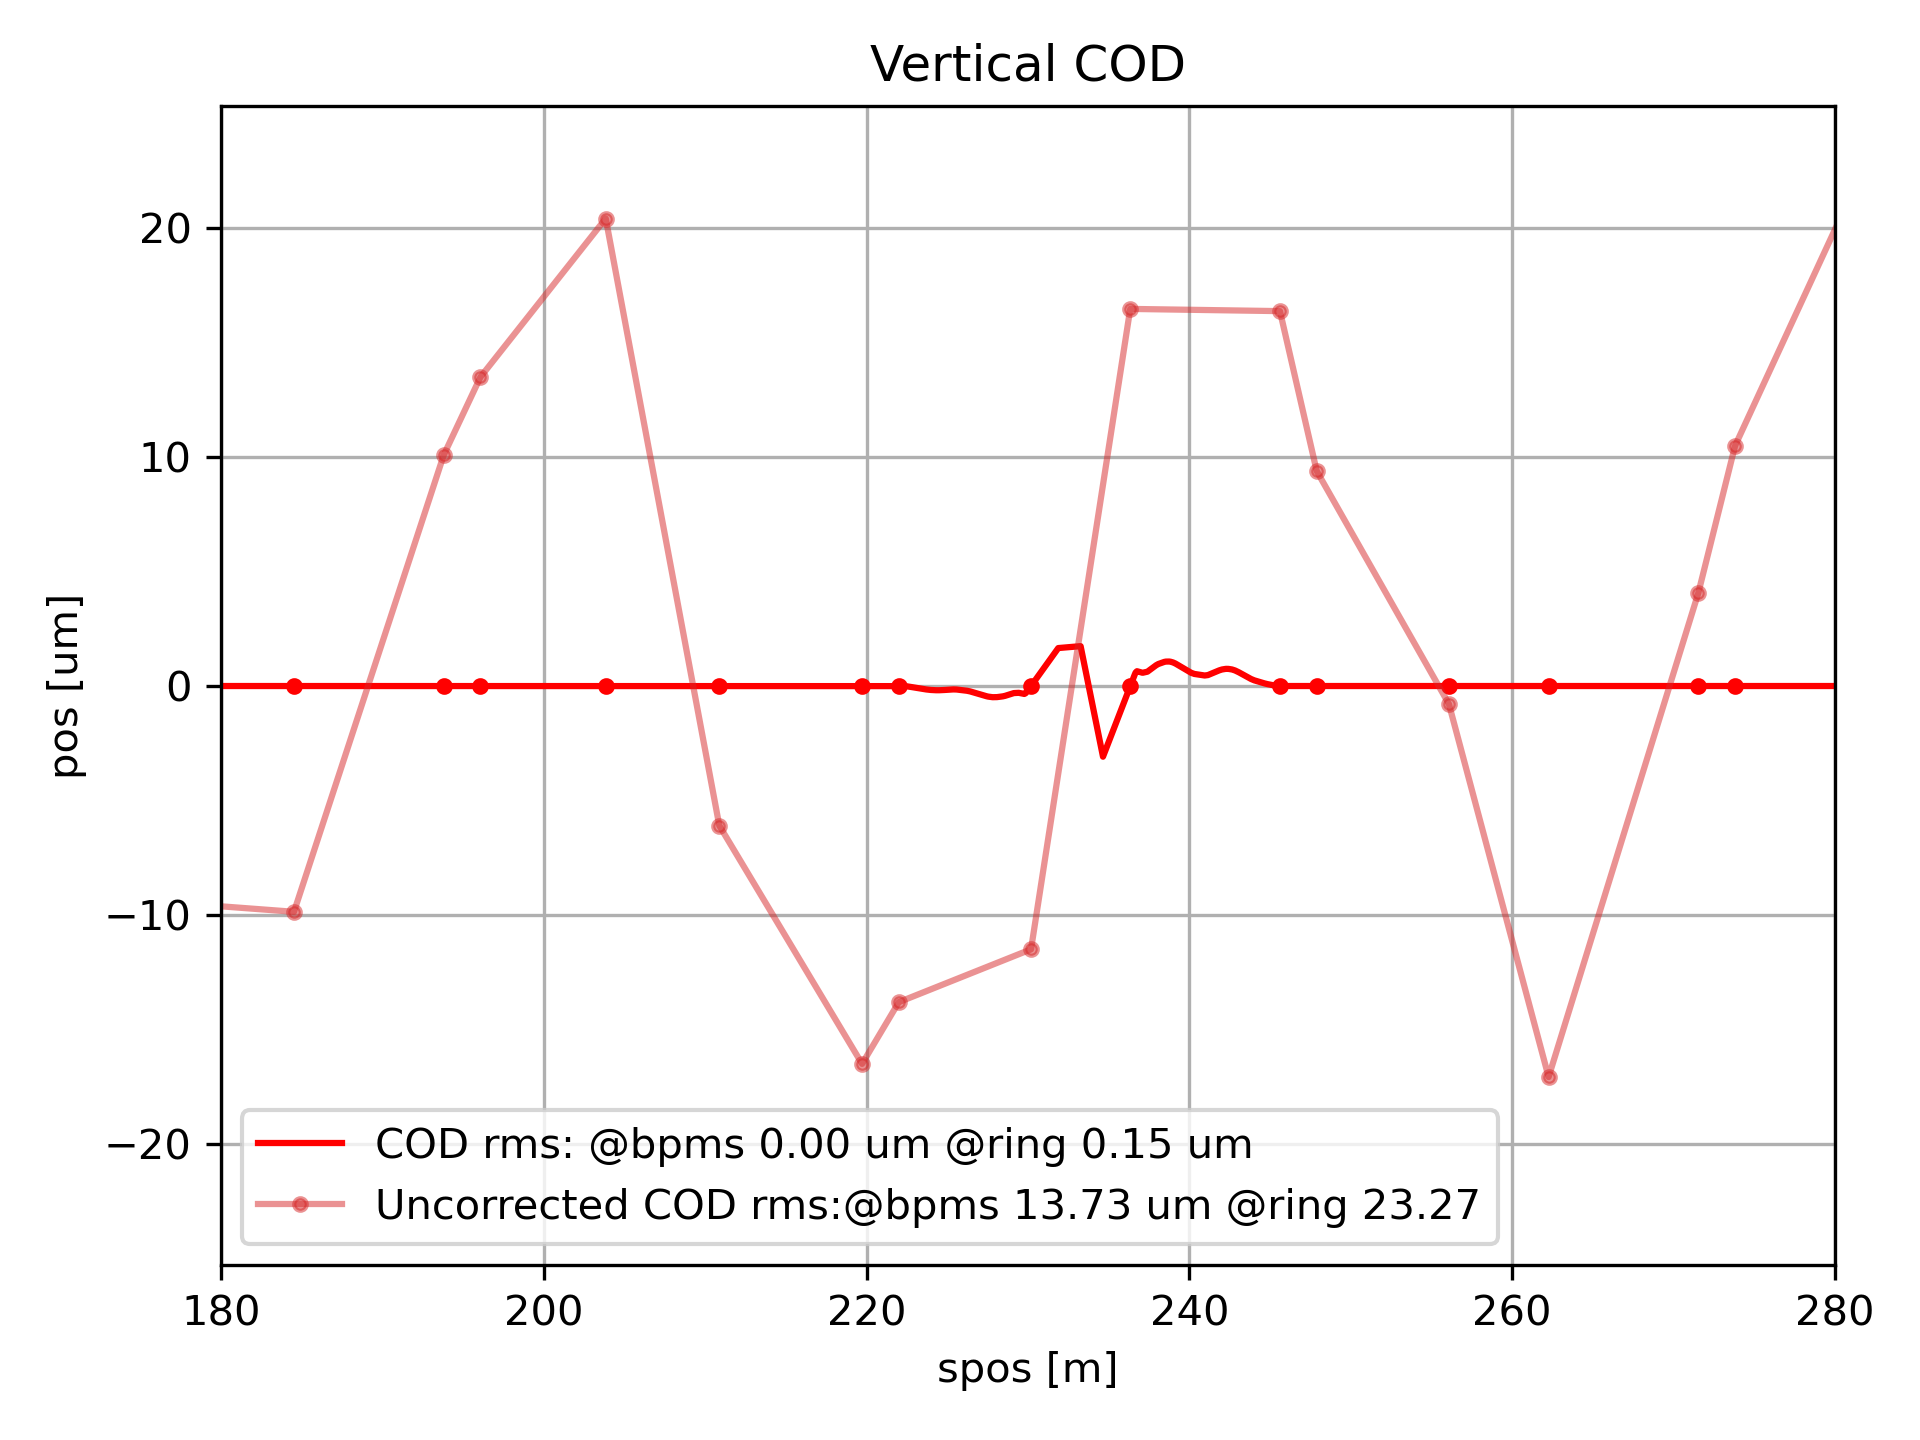 Vertical COD
20
10
0
−10
−20
pos [um]
COD rms: @bpms 0.00 um @ring 0.15 um
Uncorrected COD rms:@bpms 13.73 um @ring 23.27
180 200 220 240 260 280
spos [m]